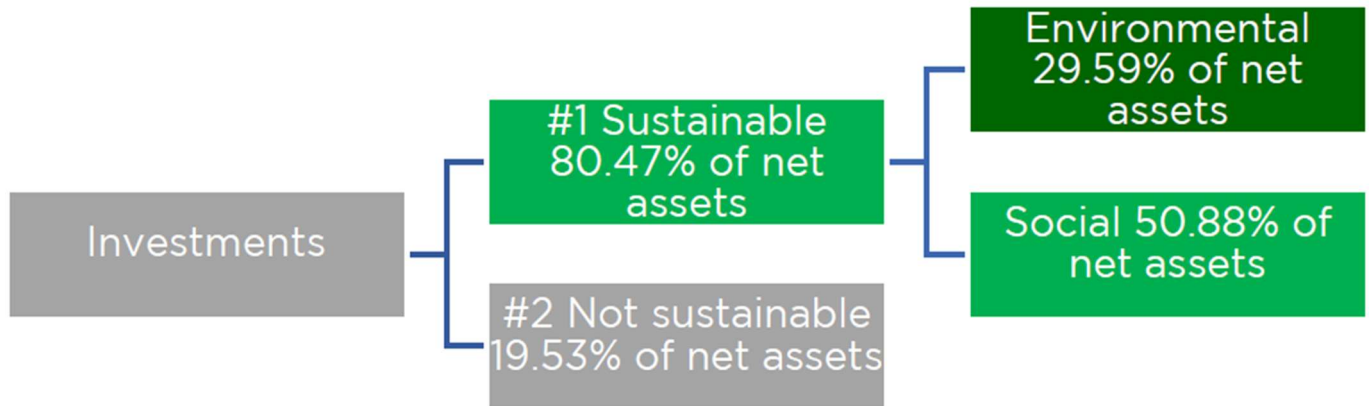 Investments
#1 Sustainable
80.47% of net
assets
#2 Not sustainable
19.53% of net assets
Environmental
29.59% of net
assets
Social 50.88% of
net assets